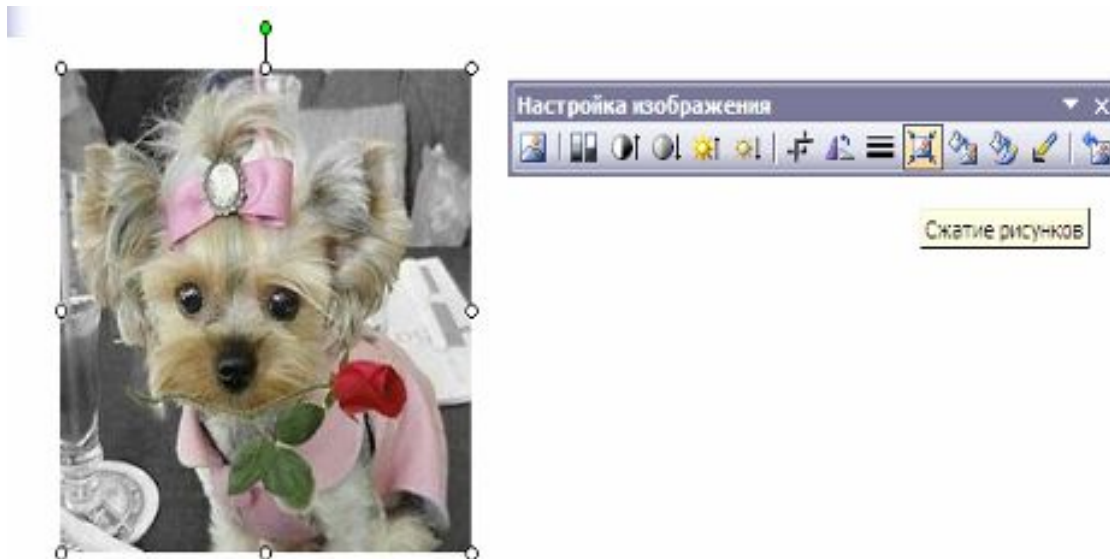 Настройка изображения
Сжатие рисунков